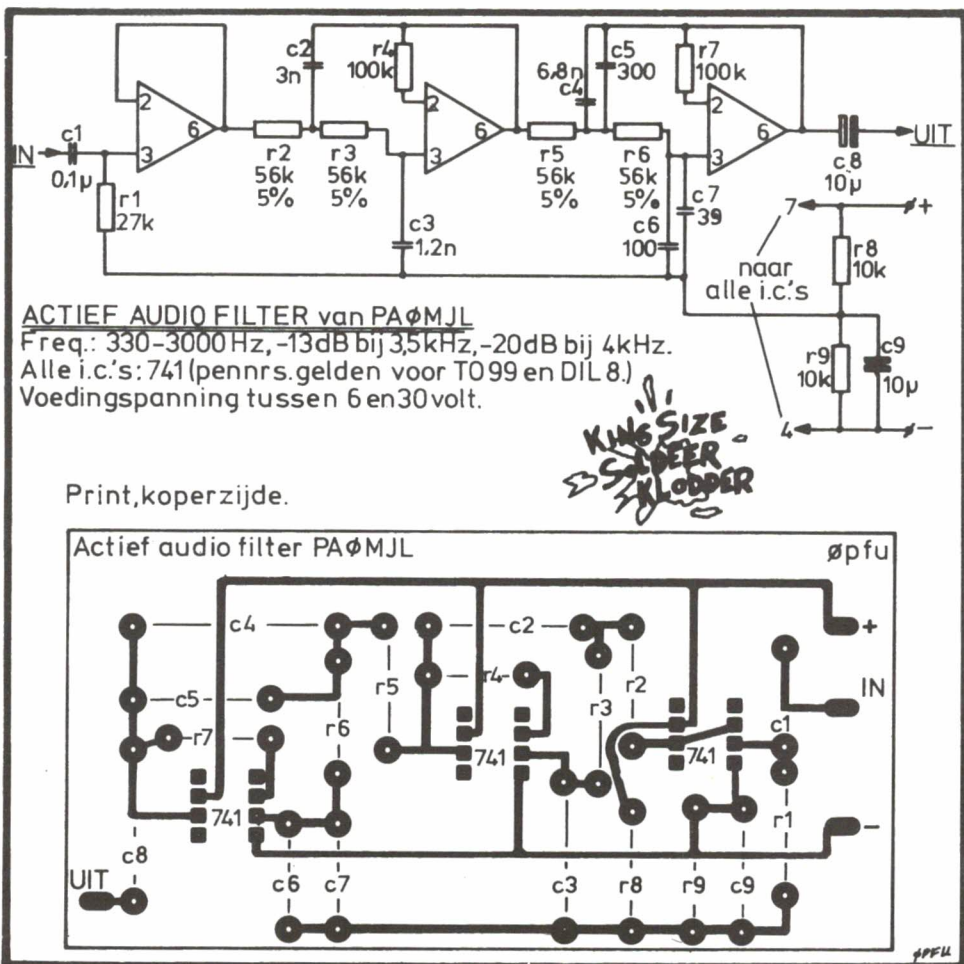 c2
3n
r4
100k
c5
300
6,8n
c4
r7
100k
2
6
3
2
6
3
2
6
3
IN
c1
0,1µ
r1
27k
r2
56k
5%
r3
56k
5%
c3
1,2n
r5
56k
5%
r6
56k
5%
c6
100
c7
39
c8
10µ
UIT
7
ø+
r8
10k
naar
alle i.c.'s
r9
10k
c9
10µ
4
ø-
ACTIEF AUDIO FILTER van PAØMJL
Freq.: 330-3000 Hz, -13dB bij 3,5kHz, -20dB bij 4kHz.
Alle i.c.'s: 741 (pennrs. gelden voor TO99 en DIL 8.)
Voedingspanning tussen 6 en 30 volt.
KING SIZE
SOLDEER
KLODDER
Print, koperzijde.
Actief audio filter PAØMJL
øpfu
c4
c2
+
c5
r5
r4
r2
IN
r7
r6
r3
c1
741
741
741
r1
-
c8
UIT
c6
c7
c3
r8
r9
c9
øPFU